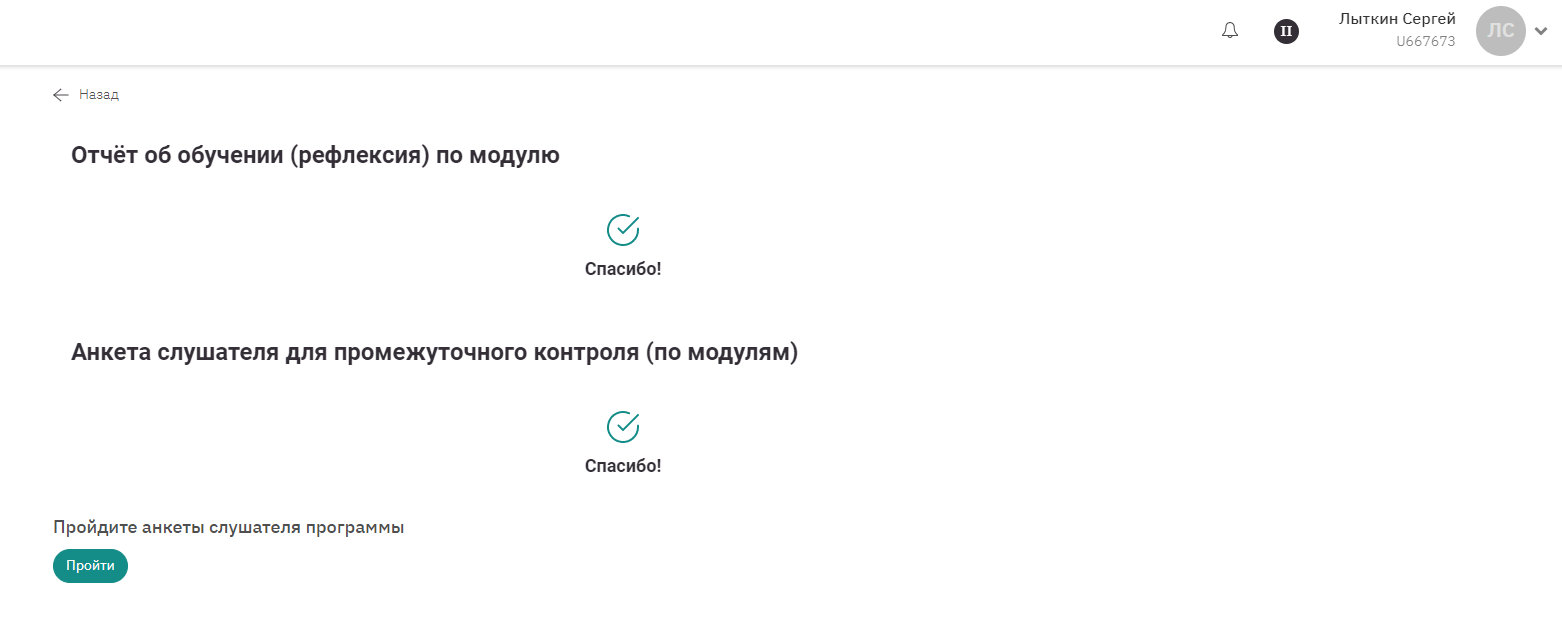 Лыткин Сергей
II
U667673
ЛС
Назад
Отчёт об обучении (рефлексия) по модулю
Спасибо!
Анкета слушателя для промежуточного контроля (по модулям)
Спасибо!
Пройдите анкеты слушателя программы
Пройти